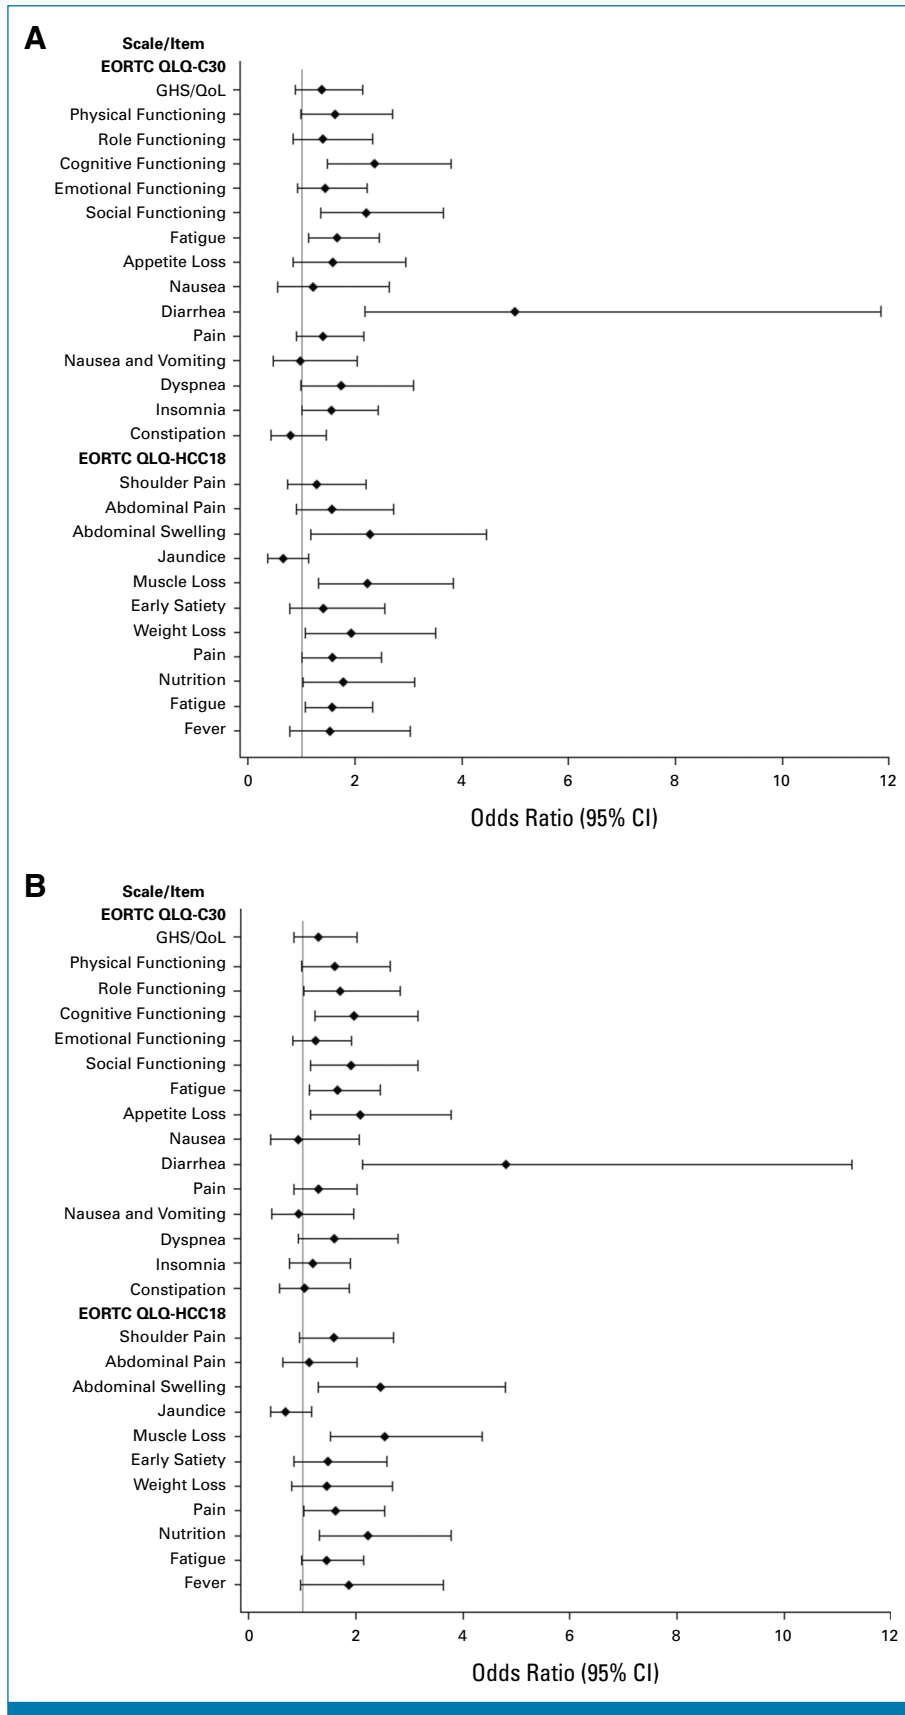 A
Scale/Item
EORTC QLQ-C30
GHS/QoL
Physical Functioning
Role Functioning
Cognitive Functioning
Emotional Functioning
Social Functioning
Fatigue
Appetite Loss
Nausea
Diarrhea
Pain
Nausea and Vomiting
Dyspnea
Insomnia
Constipation
EORTC QLQ-HCC18
Shoulder Pain
Abdominal Pain
Abdominal Swelling
Jaundice
Muscle Loss
Early Satiety
Weight Loss
Pain
Nutrition
Fatigue
Fever
0 2 4 6 8 10 12
Odds Ratio (95% CI)
B
Scale/Item
EORTC QLQ-C30
GHS/QoL
Physical Functioning
Role Functioning
Cognitive Functioning
Emotional Functioning
Social Functioning
Fatigue
Appetite Loss
Nausea
Diarrhea
Pain
Nausea and Vomiting
Dyspnea
Insomnia
Constipation
EORTC QLQ-HCC18
Shoulder Pain
Abdominal Pain
Abdominal Swelling
Jaundice
Muscle Loss
Early Satiety
Weight Loss
Pain
Nutrition
Fatigue
Fever
0 2 4 6 8 10 12
Odds Ratio (95% CI)